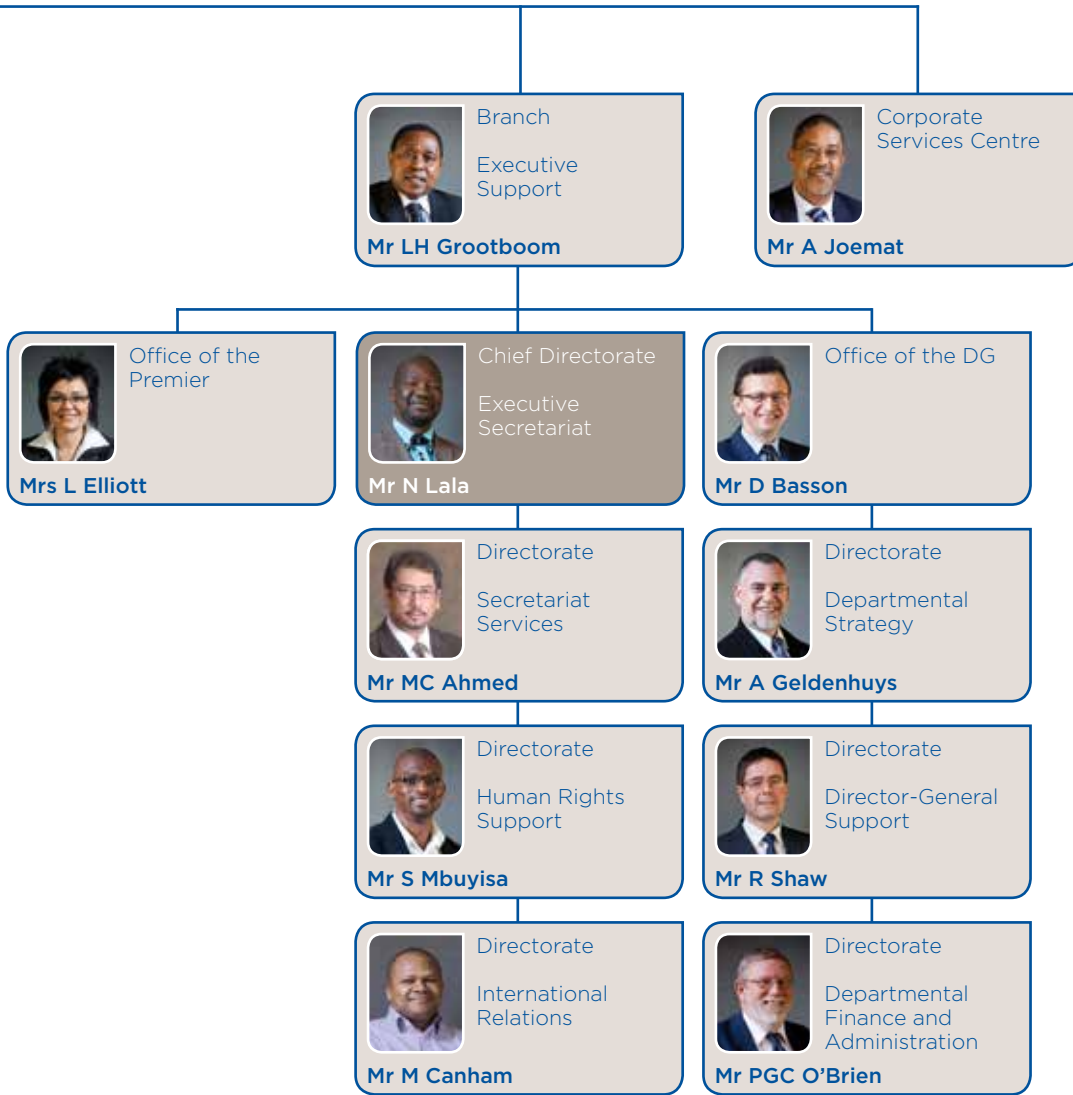 Branch
Executive
Support
Mr LH Grootboom
Corporate
Services Centre
Mr A Joemat
Office of the
Premier
Mrs L Elliott
Chief Directorate
Executive
Secretariat
Mr N Lala
Office of the DG
Mr D Basson
Directorate
Secretariat
Services
Mr MC Ahmed
Directorate
Departmental
Strategy
Mr A Geldenhuys
Directorate
Human Rights
Support
Mr S Mbuyisa
Directorate
Director-General
Support
Mr R Shaw
Directorate
International
Relations
Mr M Canham
Directorate
Departmental
Finance and
Administration
Mr PGC O’Brien